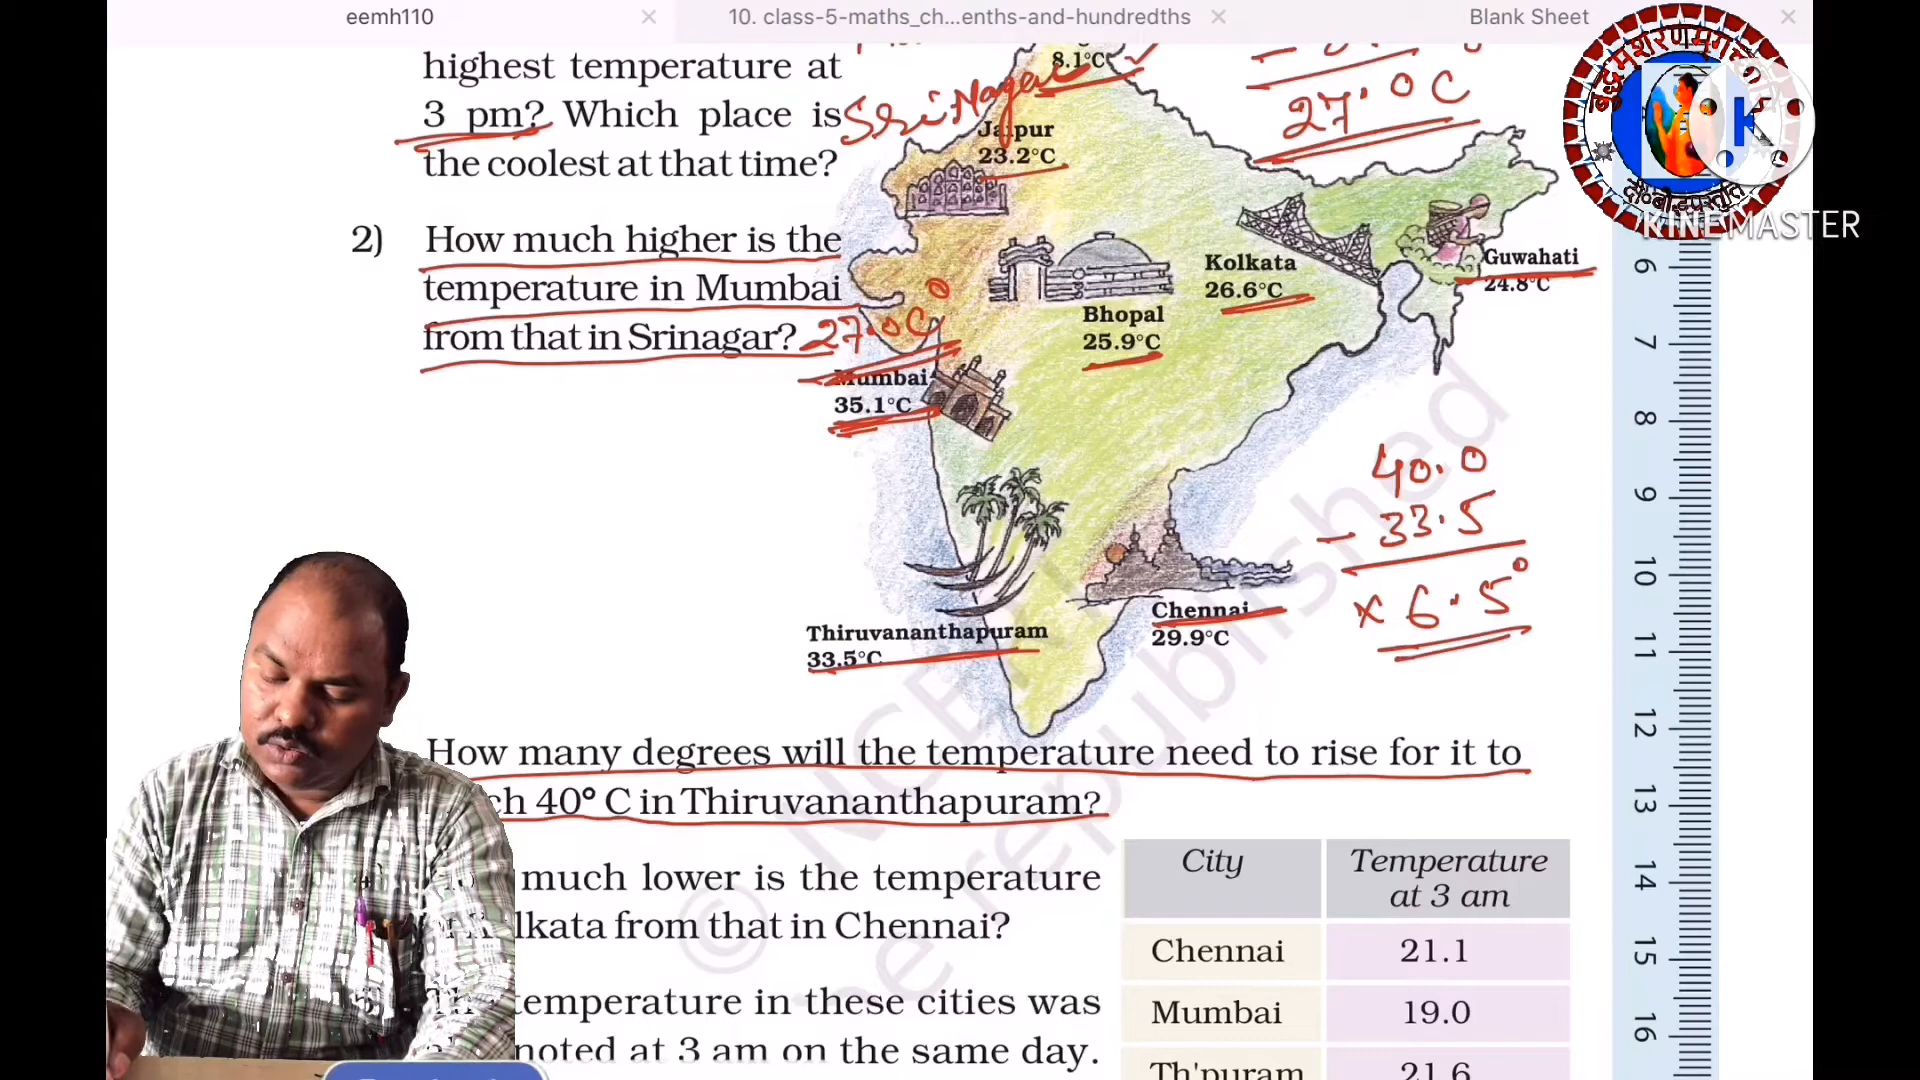 eemh110
10. class-5-maths_ch...enths-and-hundredths
Blank Sheet
highest temperature at
3 pm? Which place is
the coolest at that time?
SriNagar
8.1°C
27.0C
Jaipur
23.2°C
KINEMASTER
2) How much higher is the
temperature in Mumbai
from that in Srinagar?
27.0C
Kolkata
26.6°C
Guwahati
24.8°C
Bhopal
25.9°C
Mumbai
35.1°C
40.0
- 33.5
× 6.5°
Chennai
29.9°C
Thiruvananthapuram
33.5°C
How many degrees will the temperature need to rise for it to
ch 40° C in Thiruvananthapuram?
much lower is the temperature
lkata from that in Chennai?
temperature in these cities was
noted at 3 am on the same day.
City Temperature
at 3 am
Chennai 21.1
Mumbai 19.0
Th'puram 21.6
6
7
8
9
10
11
12
13
14
15
16